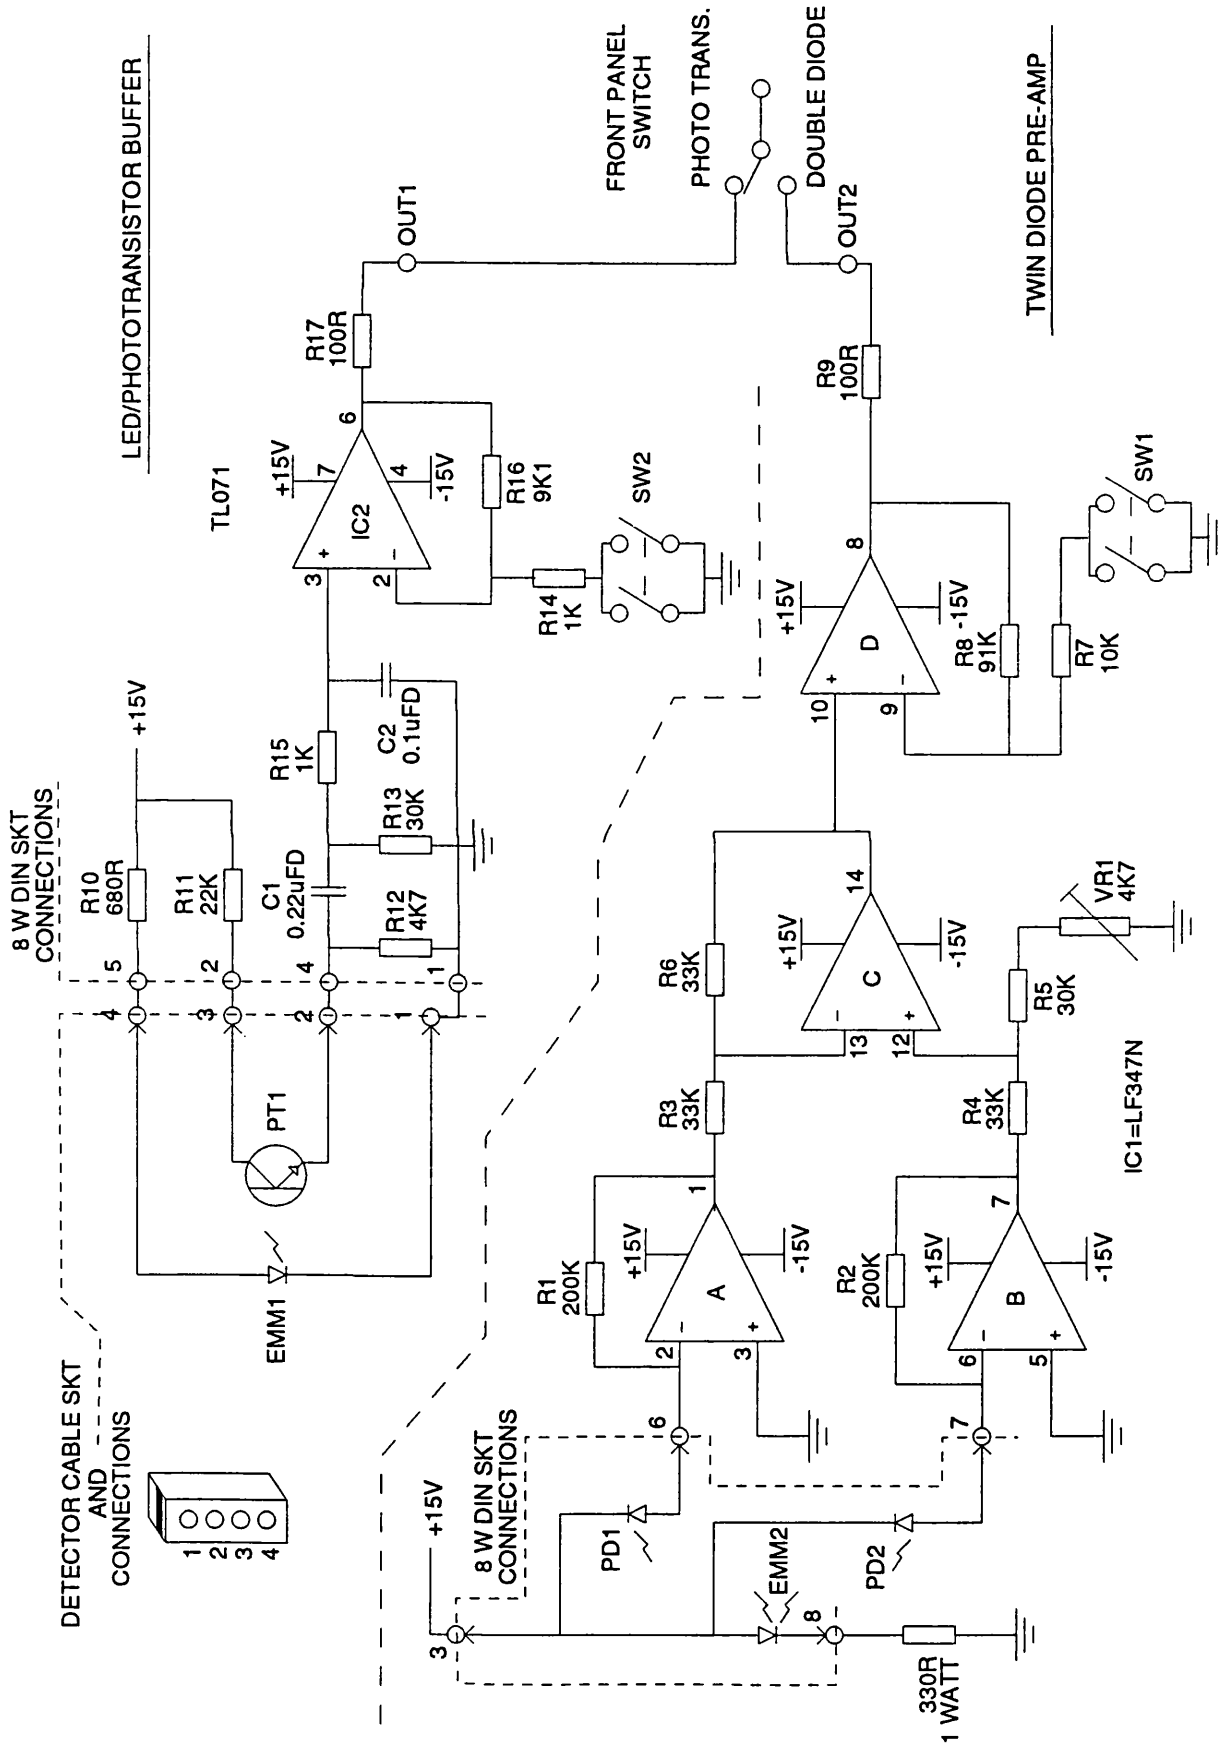 LED/PHOTOTRANSISTOR BUFFER
DETECTOR CABLE SKT
AND
CONNECTIONS
1
2
3
4
8 W DIN SKT
CONNECTIONS
EMM1
PT1
4
3
2
1
5
2
4
1
R10
680R
R11
22K
+15V
C1
0.22uFD
R12
4K7
R13
30K
R15
1K
C2
0.1uFD
TL071
+15V
7
3
+
IC2
6
2
-
4
-15V
R16
9K1
R14
1K
SW2
R17
100R
OUT1
FRONT PANEL
SWITCH
PHOTO TRANS.
DOUBLE DIODE
OUT2
TWIN DIODE PRE-AMP
+15V
3
8 W DIN SKT
CONNECTIONS
PD1
EMM2
8
330R
1 WATT
PD2
6
7
R1
200K
+15V
2
-
A
1
3
+
-15V
R2
200K
+15V
6
-
B
7
5
+
-15V
R3
33K
R4
33K
R6
33K
R5
30K
VR1
4K7
+15V
13
-
C
14
12
+
-15V
IC1=LF347N
+15V
10
+
D
8
9
-
-15V
R8
91K
R7
10K
SW1
R9
100R